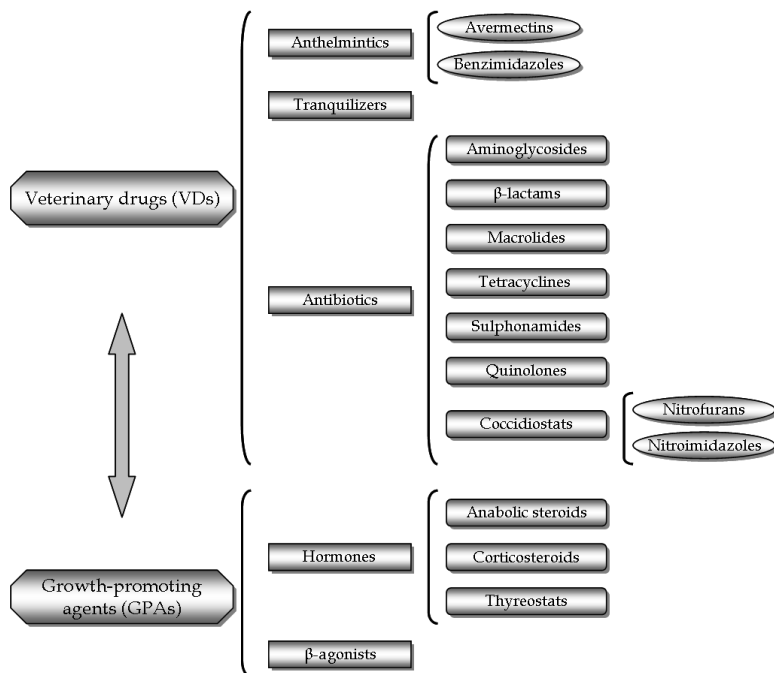 Veterinary drugs (VDs)
Anthelmintics
Avermectins
Benzimidazoles
Tranquilizers
Antibiotics
Aminoglycosides
β-lactams
Macrolides
Tetracyclines
Sulphonamides
Quinolones
Coccidiostats
Nitrofurans
Nitroimidazoles
Growth-promoting
agents (GPAs)
Hormones
Anabolic steroids
Corticosteroids
Thyreostats
β-agonists